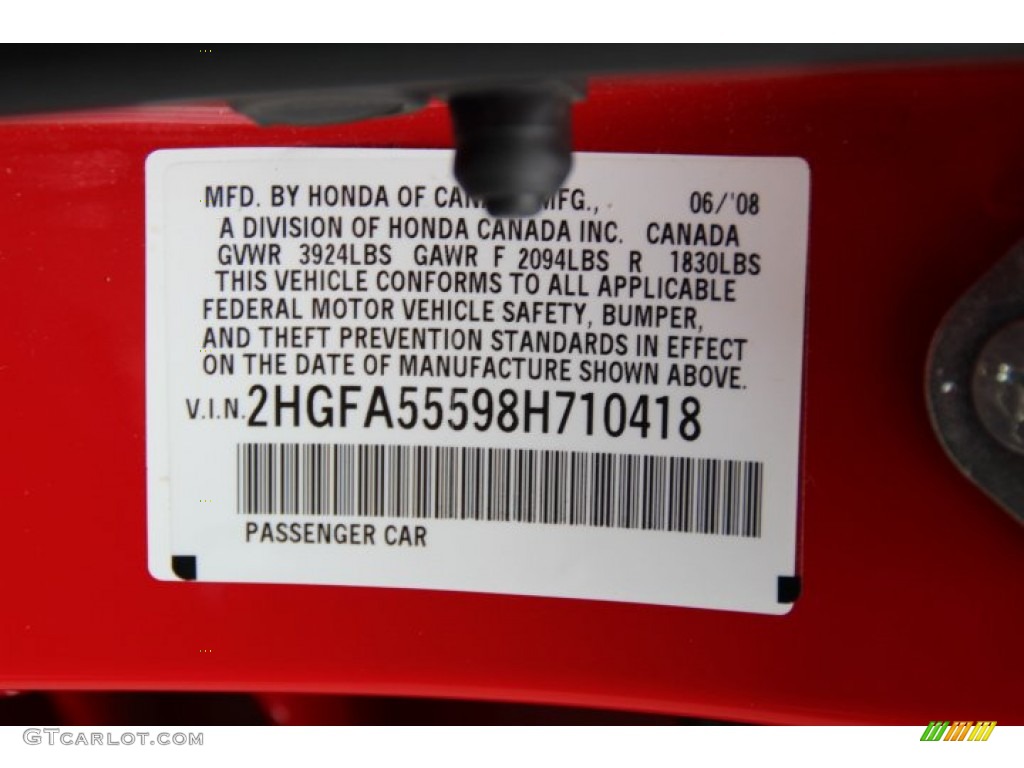 MFD. BY HONDA OF MFG., 06/'08
A DIVISION OF HONDA CANADA INC. CANADA
GVWR 3924LBS GAWR F 2094LBS R 1830LBS
THIS VEHICLE CONFORMS TO ALL APPLICABLE
FEDERAL MOTOR VEHICLE SAFETY, BUMPER,
AND THEFT PREVENTION STANDARDS IN EFFECT
ON THE DATE OF MANUFACTURE SHOWN ABOVE.
V.I.N. 2HGFA55598H710418
PASSENGER CAR
GTCarlot.com